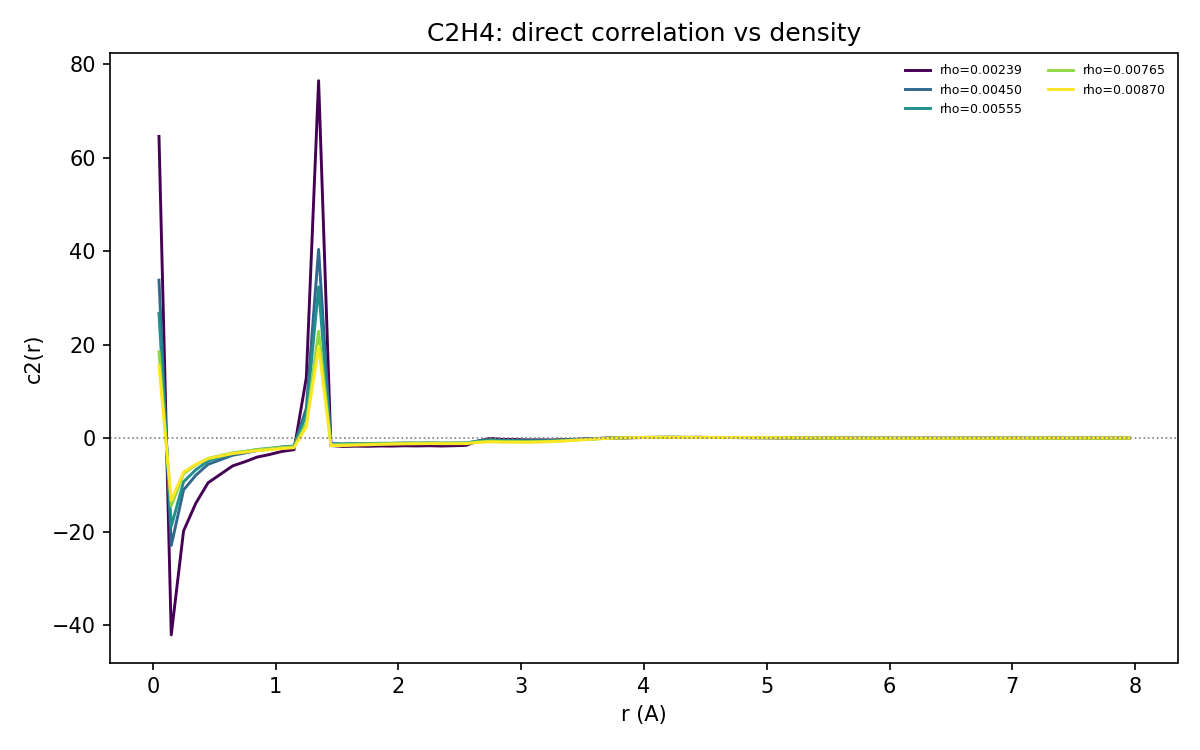 C2H4: direct correlation vs density
rho=0.00239
rho=0.00450
rho=0.00555
rho=0.00765
rho=0.00870
c2(r)
80
60
40
20
0
−20
−40
0 1 2 3 4 5 6 7 8
r (A)